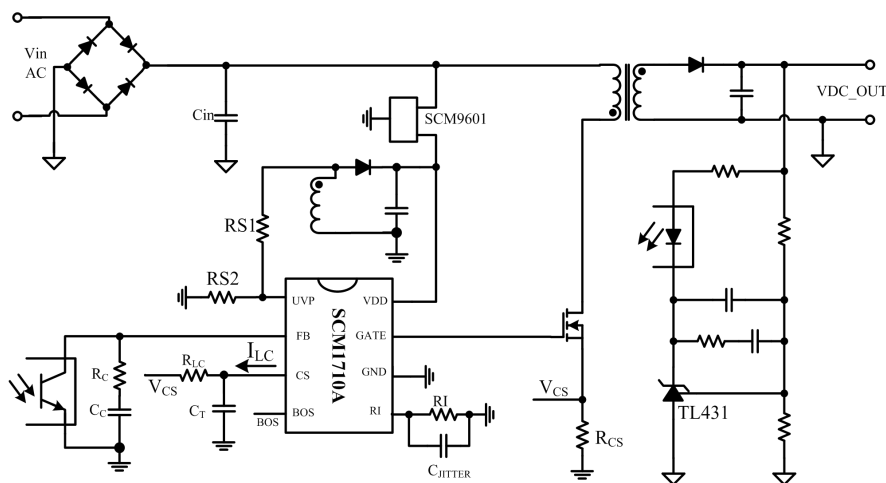 Vin
AC
Cin
SCM9601
VDC_OUT
RS1
RS2
UVP
VDD
FB
GATE
SCM1710A
CS
GND
BOS
RI
BOS
RI
CJITTER
ILC
RLC
VCS
CT
RC
CC
VCS
RCS
TL431